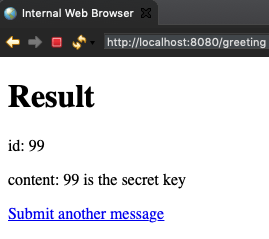 Internal Web Browser
http://localhost:8080/greeting
Result
id: 99
content: 99 is the secret key
Submit another message